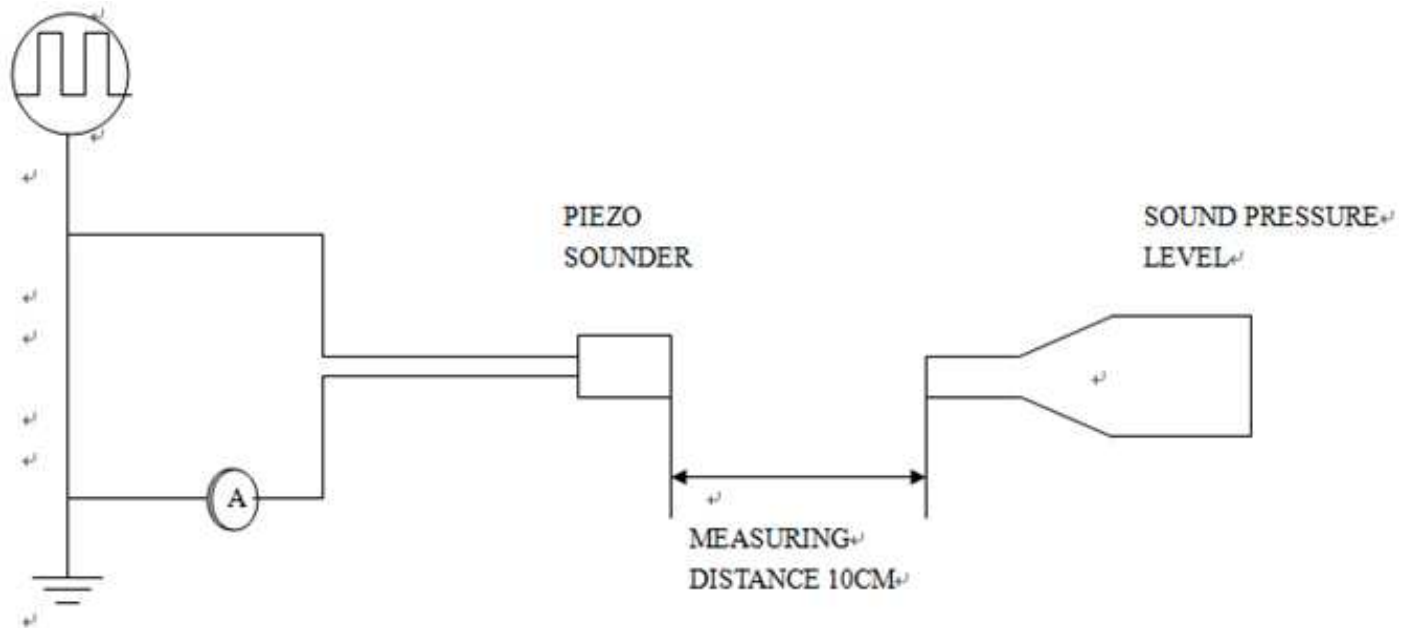 PIEZO
SOUNDER
SOUND PRESSURE↵
LEVEL↵
A
MEASURING↵
DISTANCE 10CM↵